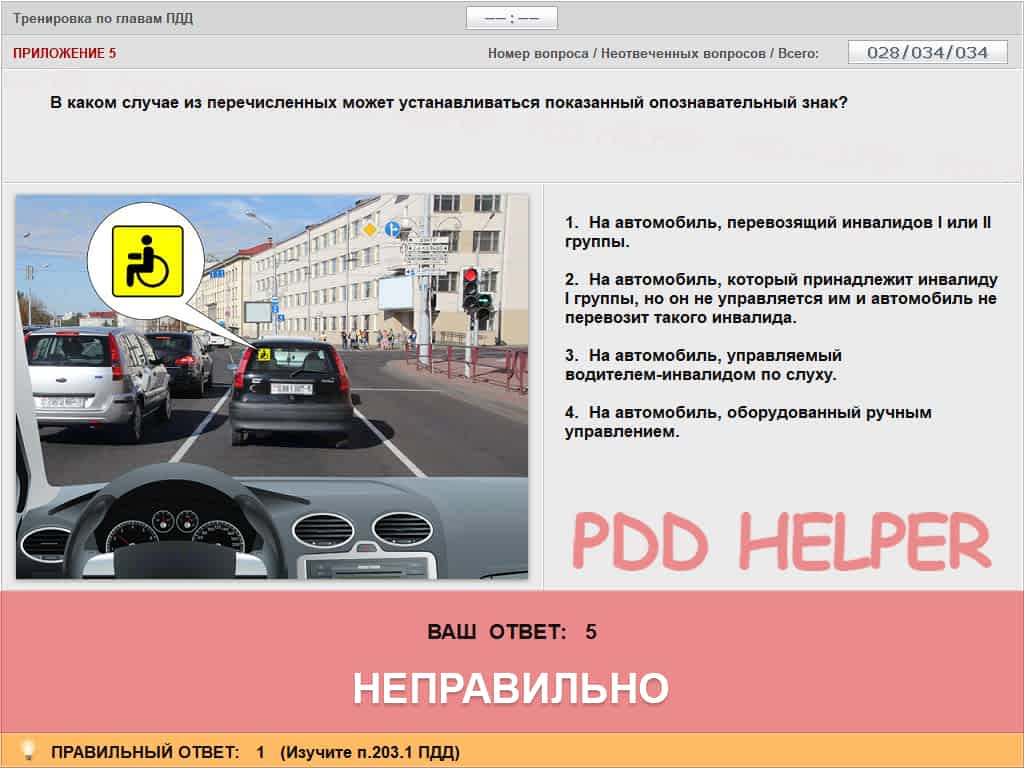 Тренировка по главам ПДД
—— : ——
ПРИЛОЖЕНИЕ 5
Номер вопроса / Неотвеченных вопросов / Всего:
028/034/034
В каком случае из перечисленных может устанавливаться показанный опознавательный знак?
1. На автомобиль, перевозящий инвалидов I или II
группы.
2. На автомобиль, который принадлежит инвалиду
I группы, но он не управляется им и автомобиль не
перевозит такого инвалида.
3. На автомобиль, управляемый
водителем-инвалидом по слуху.
4. На автомобиль, оборудованный ручным
управлением.
PDD HELPER
ВАШ ОТВЕТ: 5
НЕПРАВИЛЬНО
ПРАВИЛЬНЫЙ ОТВЕТ: 1 (Изучите п.203.1 ПДД)